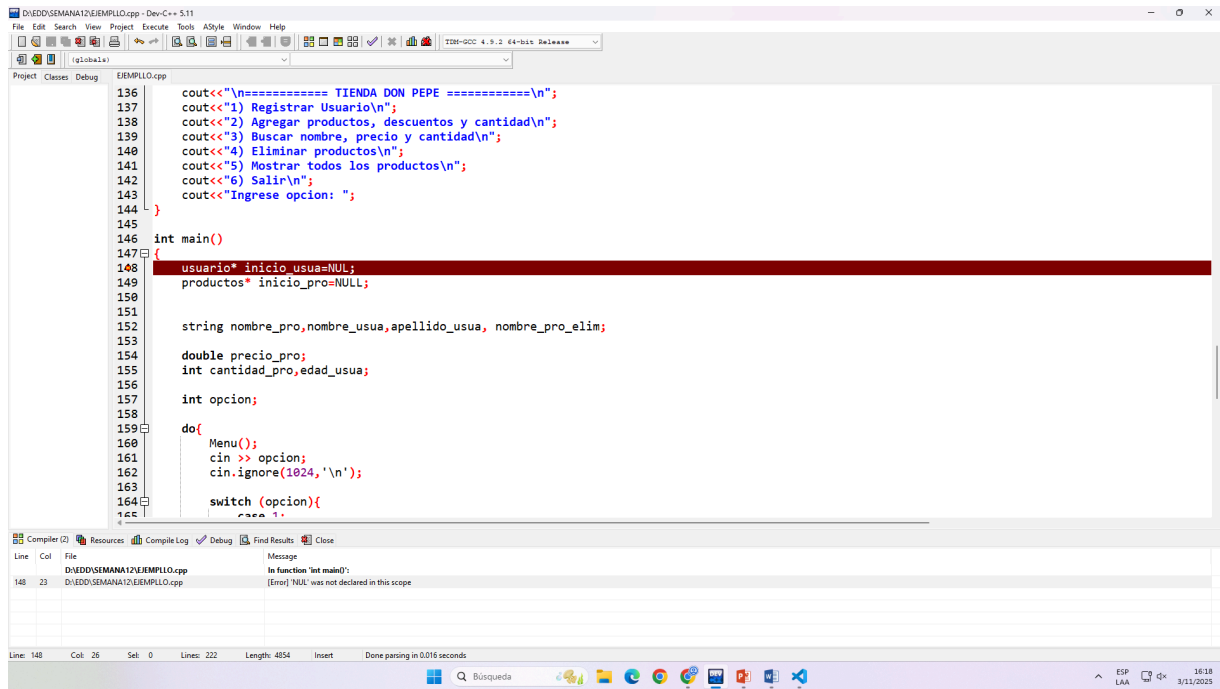 D:\EDD\SEMANA12\EJEMPLLO.cpp - Dev-C++ 5.11
File Edit Search View Project Execute Tools AStyle Window Help
TDM-GCC 4.9.2 64-bit Release
(globals)
Project Classes Debug EJEMPLLO.cpp
136 cout<<"\n============ TIENDA DON PEPE ============\n";
137 cout<<"1) Registrar Usuario\n";
138 cout<<"2) Agregar productos, descuentos y cantidad\n";
139 cout<<"3) Buscar nombre, precio y cantidad\n";
140 cout<<"4) Eliminar productos\n";
141 cout<<"5) Mostrar todos los productos\n";
142 cout<<"6) Salir\n";
143 cout<<"Ingrese opcion: ";
144 }
145
146 int main()
147 {
148 usuario* inicio_usua=NUL;
149 productos* inicio_pro=NULL;
150
151
152 string nombre_pro,nombre_usua,apellido_usua, nombre_pro_elim;
153
154 double precio_pro;
155 int cantidad_pro,edad_usua;
156
157 int opcion;
158
159 do{
160 Menu();
161 cin >> opcion;
162 cin.ignore(1024,'\n');
163
164 switch (opcion){
165 case 1:
Compiler (2) Resources Compile Log Debug Find Results Close
Line Col File Message
D:\EDD\SEMANA12\EJEMPLLO.cpp In function 'int main()':
148 23 D:\EDD\SEMANA12\EJEMPLLO.cpp [Error] 'NUL' was not declared in this scope
Line: 148 Col: 26 Sel: 0 Lines: 222 Length: 4854 Insert Done parsing in 0.016 seconds
Búsqueda
ESP
LAA
16:18
3/11/2025